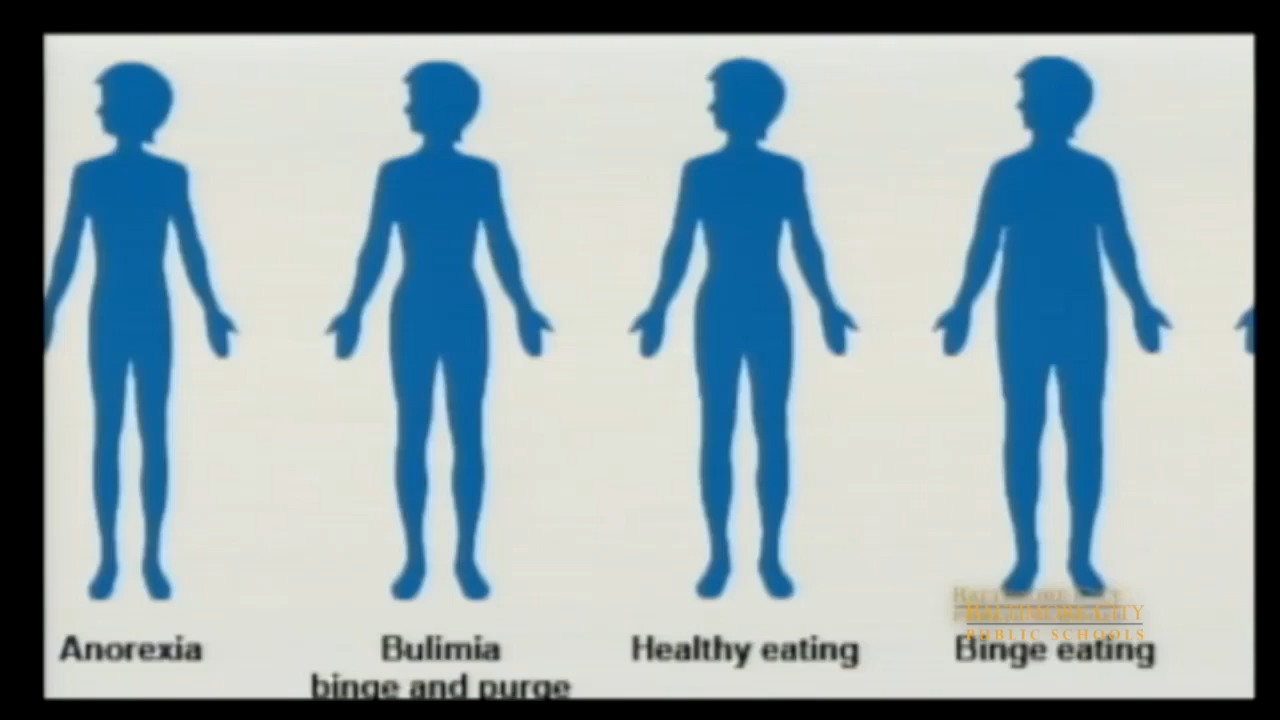 Anorexia
Bulimia
binge and purge
Healthy eating
Binge eating
BALTIMORE CITY
PUBLIC SCHOOLS